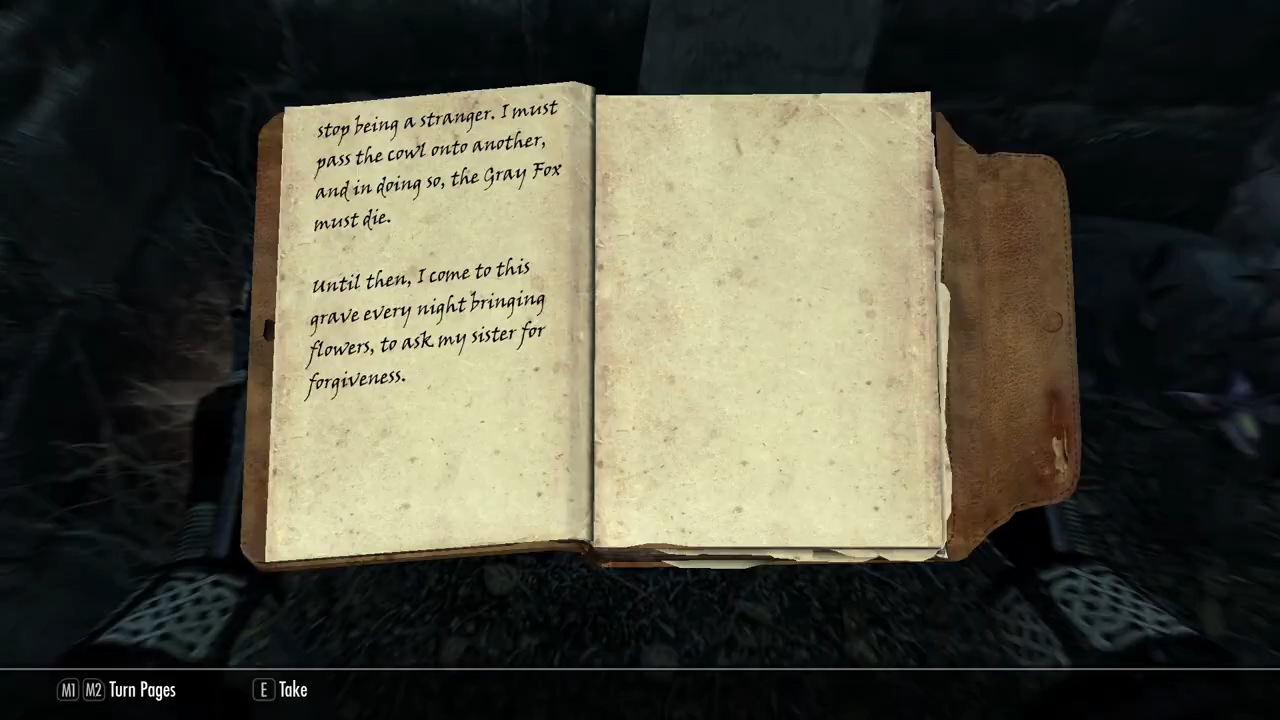 stop being a stranger. I must
pass the cowl onto another,
and in doing so, the Gray Fox
must die.
Until then, I come to this
grave every night bringing
flowers, to ask my sister for
forgiveness.
M1 M2 Turn Pages
E Take